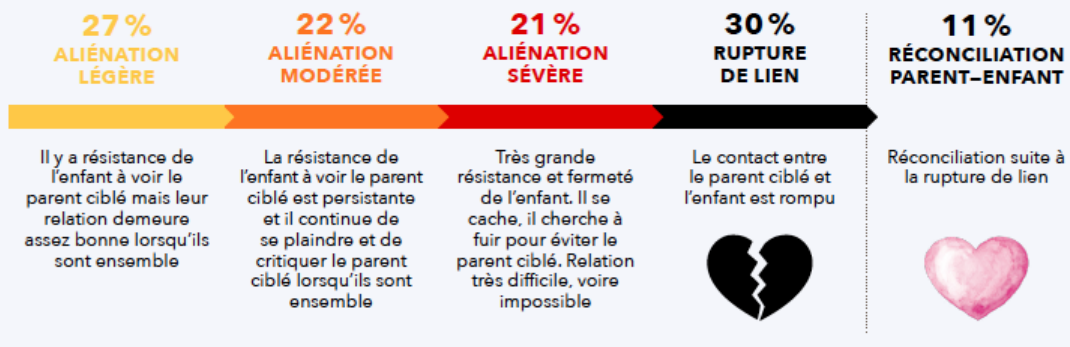 27 %
ALIÉNATION
LÉGÈRE
Il y a résistance de
l'enfant à voir le
parent ciblé mais leur
relation demeure
assez bonne lorsqu'ils
sont ensemble
22 %
ALIÉNATION
MODÉRÉE
La résistance de
l'enfant à voir le parent
ciblé est persistante
et il continue de
se plaindre et de
critiquer le parent
ciblé lorsqu'ils sont
ensemble
21 %
ALIÉNATION
SÉVÈRE
Très grande
résistance et fermeté
de l'enfant. Il se
cache, il cherche à
fuir pour éviter le
parent ciblé. Relation
très difficile, voire
impossible
30 %
RUPTURE
DE LIEN
Le contact entre
le parent ciblé et
l'enfant est rompu
11 %
RÉCONCILIATION
PARENT–ENFANT
Réconciliation suite à
la rupture de lien